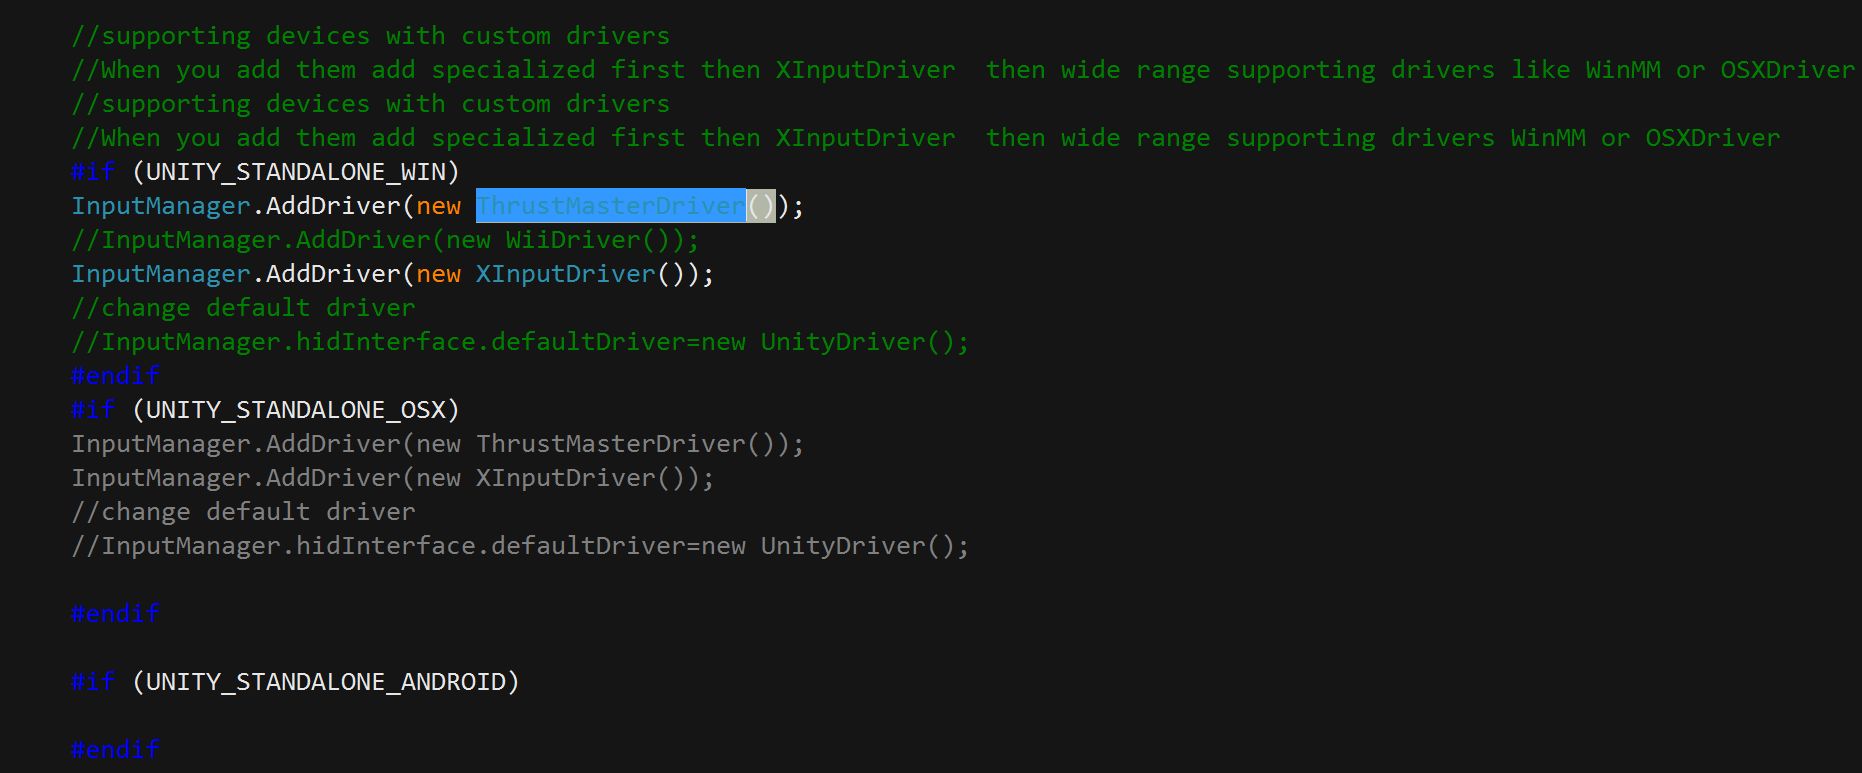 //supporting devices with custom drivers
//When you add them add specialized first then XInputDriver  then wide range supporting drivers like WinMM or OSXDriver
//supporting devices with custom drivers
//When you add them add specialized first then XInputDriver  then wide range supporting drivers WinMM or OSXDriver
#if (UNITY_STANDALONE_WIN)
InputManager.AddDriver(new ThrustMasterDriver());
//InputManager.AddDriver(new WiiDriver());
InputManager.AddDriver(new XInputDriver());
//change default driver
//InputManager.hidInterface.defaultDriver=new UnityDriver();
#endif
#if (UNITY_STANDALONE_OSX)
InputManager.AddDriver(new ThrustMasterDriver());
InputManager.AddDriver(new XInputDriver());
//change default driver
//InputManager.hidInterface.defaultDriver=new UnityDriver();
#endif
#if (UNITY_STANDALONE_ANDROID)
#endif